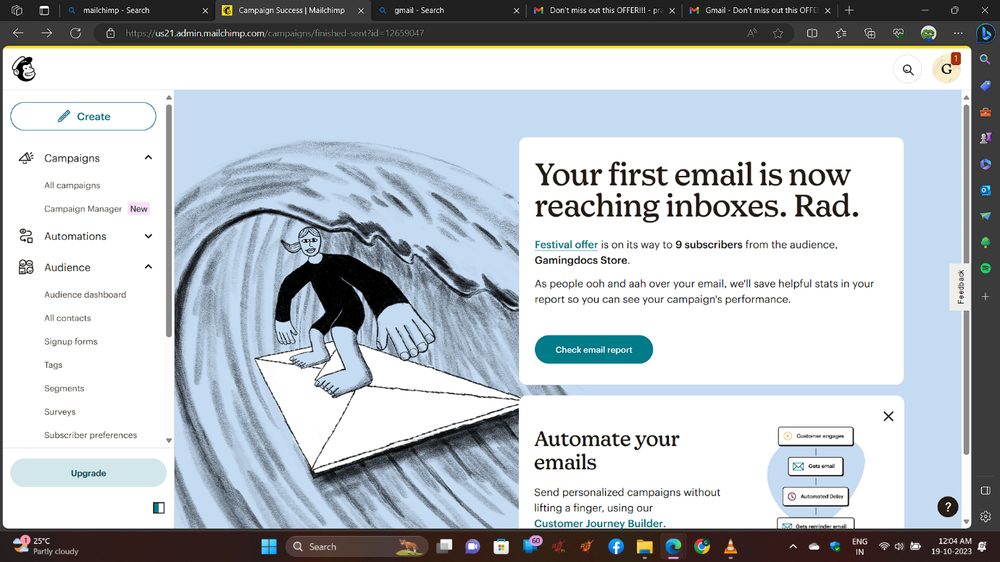 mailchimp - Search
Campaign Success | Mailchimp
gmail - Search
Don't miss out this OFFER!!! - pra
Gmail - Don't miss out this OFFE
https://us21.admin.mailchimp.com/campaigns/finished-sent?id=12659047
G
1
Create
Campaigns
All campaigns
Campaign Manager New
Automations
Audience
Audience dashboard
All contacts
Signup forms
Tags
Segments
Surveys
Subscriber preferences
Upgrade
Your first email is now
reaching inboxes. Rad.
Festival offer is on its way to 9 subscribers from the audience,
Gamingdocs Store.
As people ooh and aah over your email, we'll save helpful stats in your
report so you can see your campaign's performance.
Check email report
Feedback
Automate your
emails
Send personalized campaigns without
lifting a finger, using our
Customer Journey Builder.
Customer engages
Gets email
Automated Delay
Gets reminder email
?
1
25°C
Partly cloudy
Search
60
ENG
IN
12:04 AM
19-10-2023